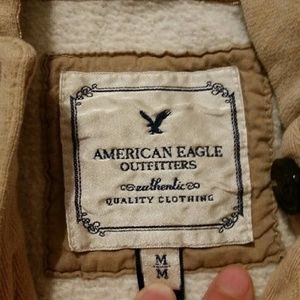 AMERICAN EAGLE
OUTFITTERS
authentic
QUALITY CLOTHING
M
M